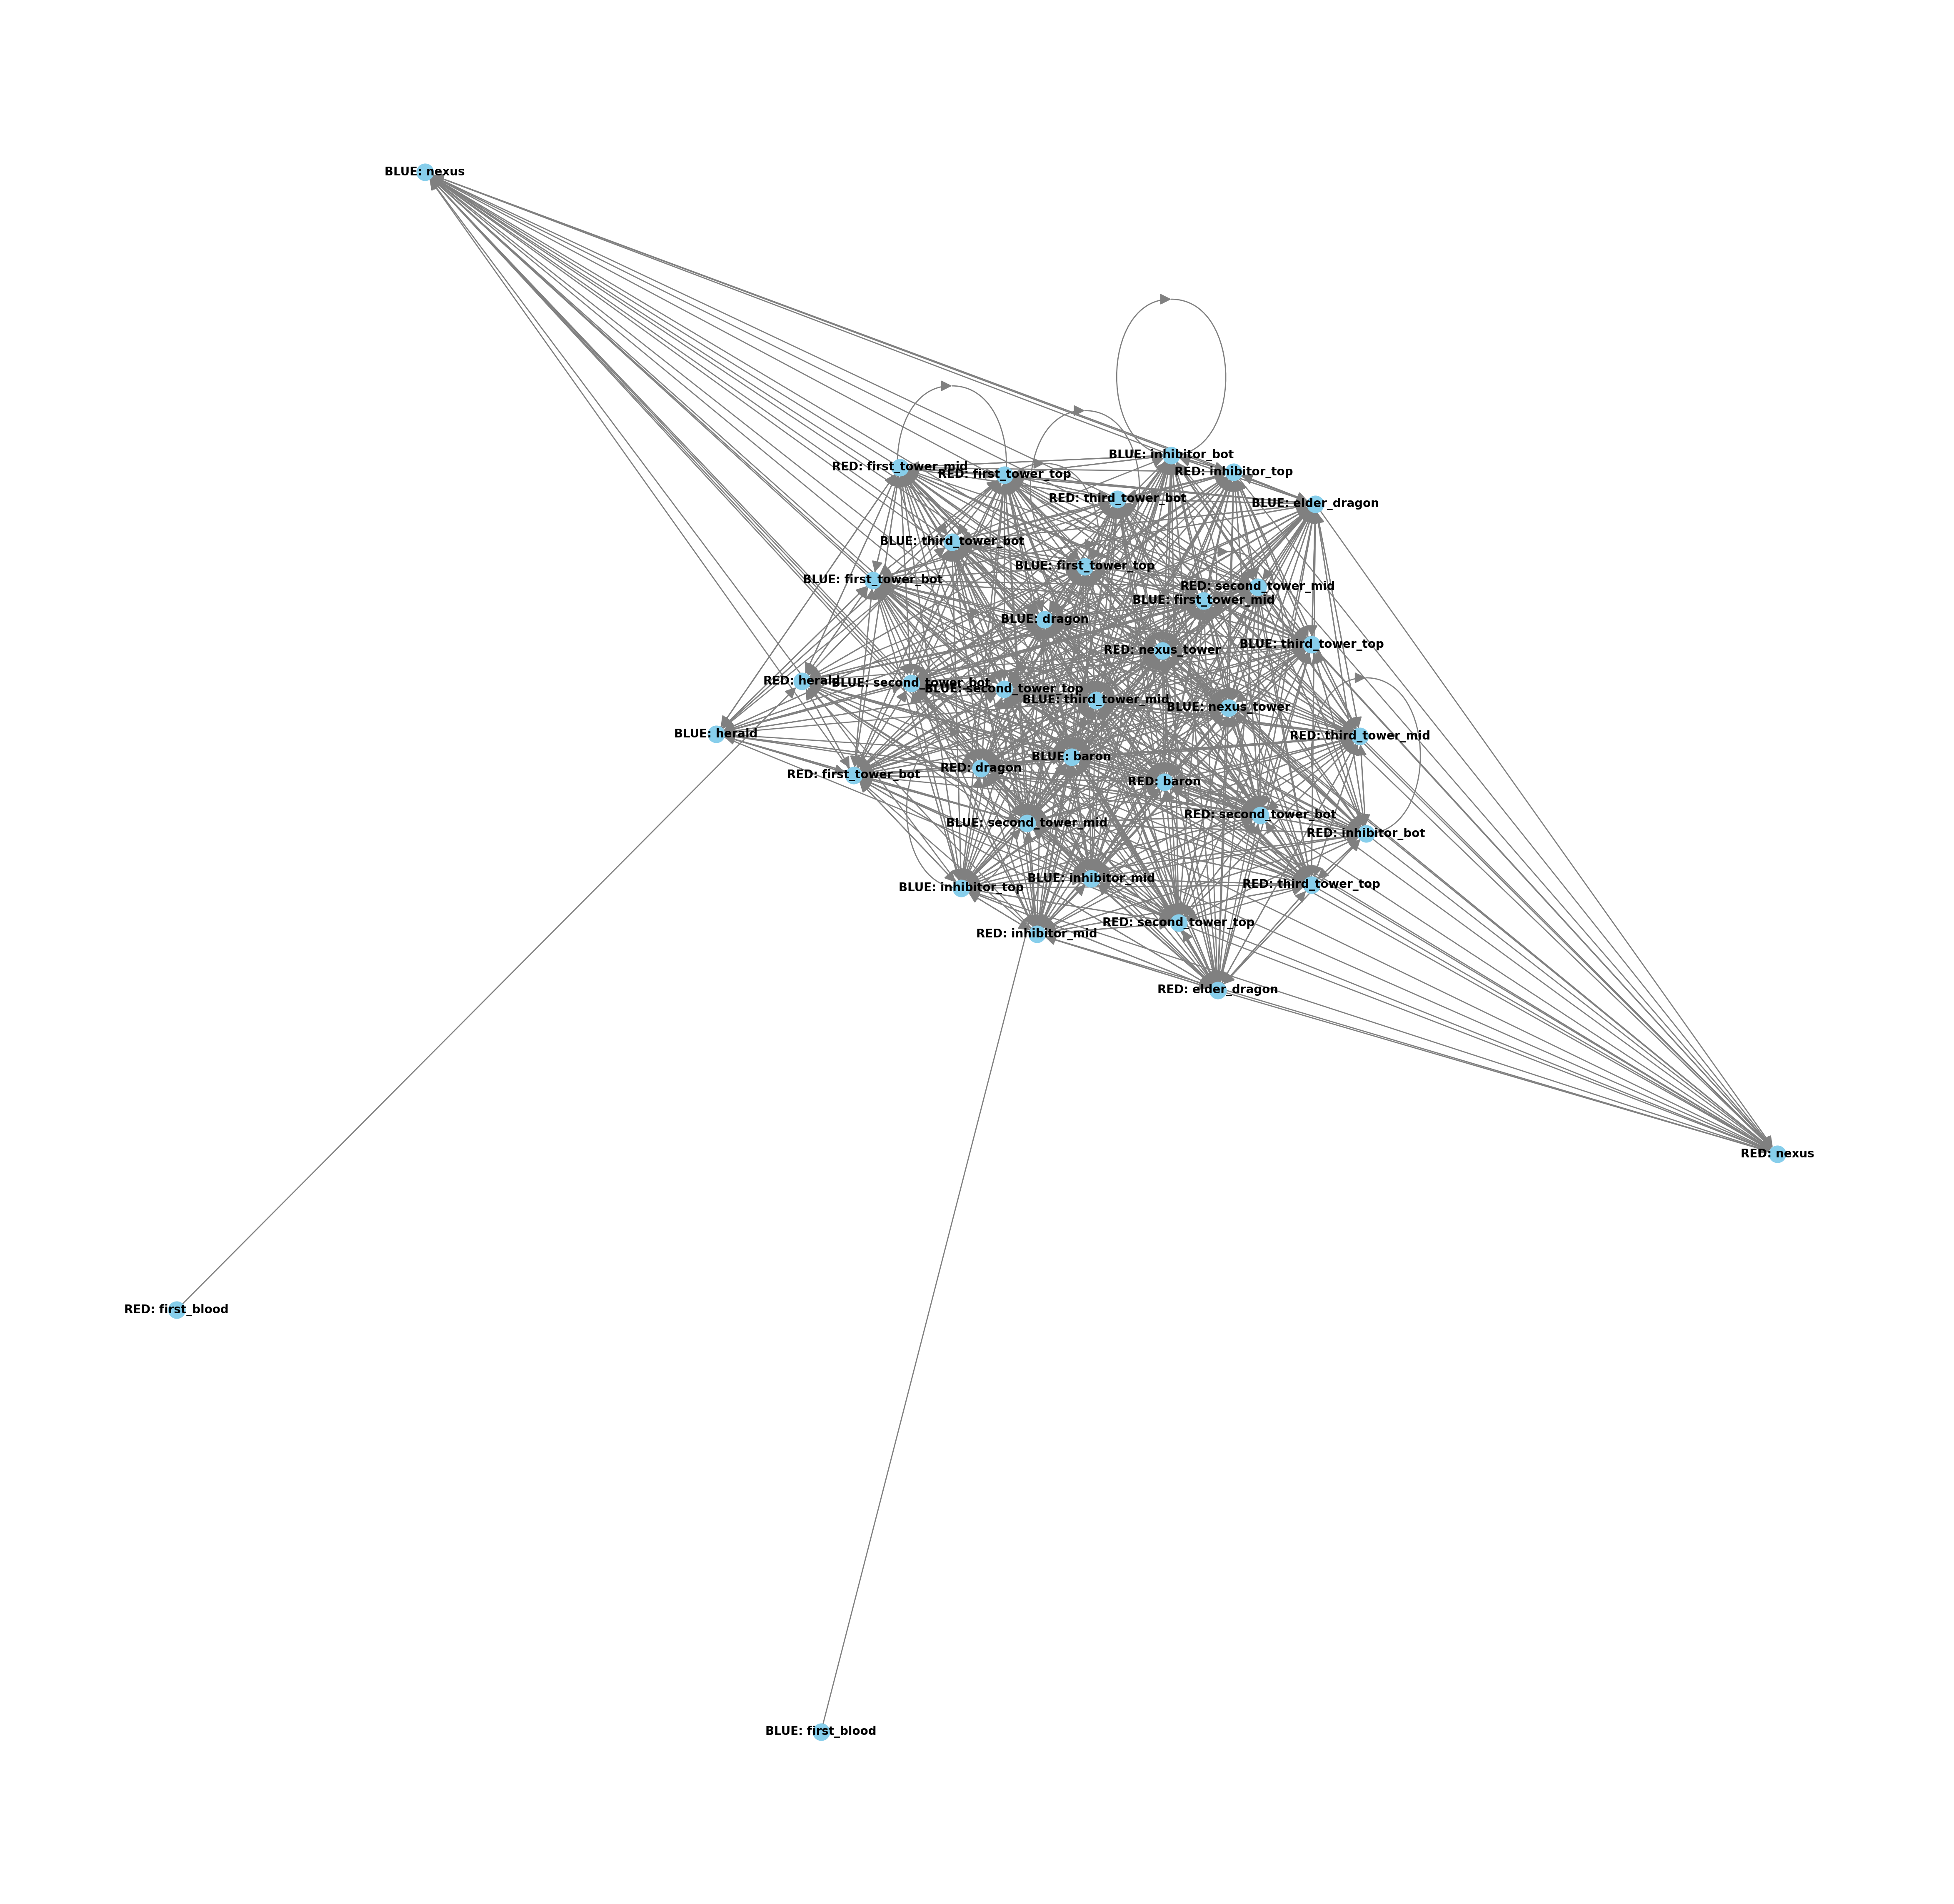 BLUE: nexus
BLUE: inhibitor_bot
RED: first_tower_mid
RED: first_tower_top
RED: inhibitor_top
RED: third_tower_bot
BLUE: elder_dragon
BLUE: third_tower_bot
BLUE: first_tower_top
BLUE: first_tower_bot
RED: second_tower_mid
BLUE: first_tower_mid
BLUE: dragon
BLUE: third_tower_top
RED: nexus_tower
RED: herald
BLUE: second_tower_bot
BLUE: second_tower_top
BLUE: third_tower_mid
BLUE: nexus_tower
BLUE: herald
RED: third_tower_mid
BLUE: baron
RED: dragon
RED: first_tower_bot
RED: baron
RED: second_tower_bot
BLUE: second_tower_mid
RED: inhibitor_bot
BLUE: inhibitor_mid
RED: third_tower_top
BLUE: inhibitor_top
RED: second_tower_top
RED: inhibitor_mid
RED: elder_dragon
RED: nexus
RED: first_blood
BLUE: first_blood